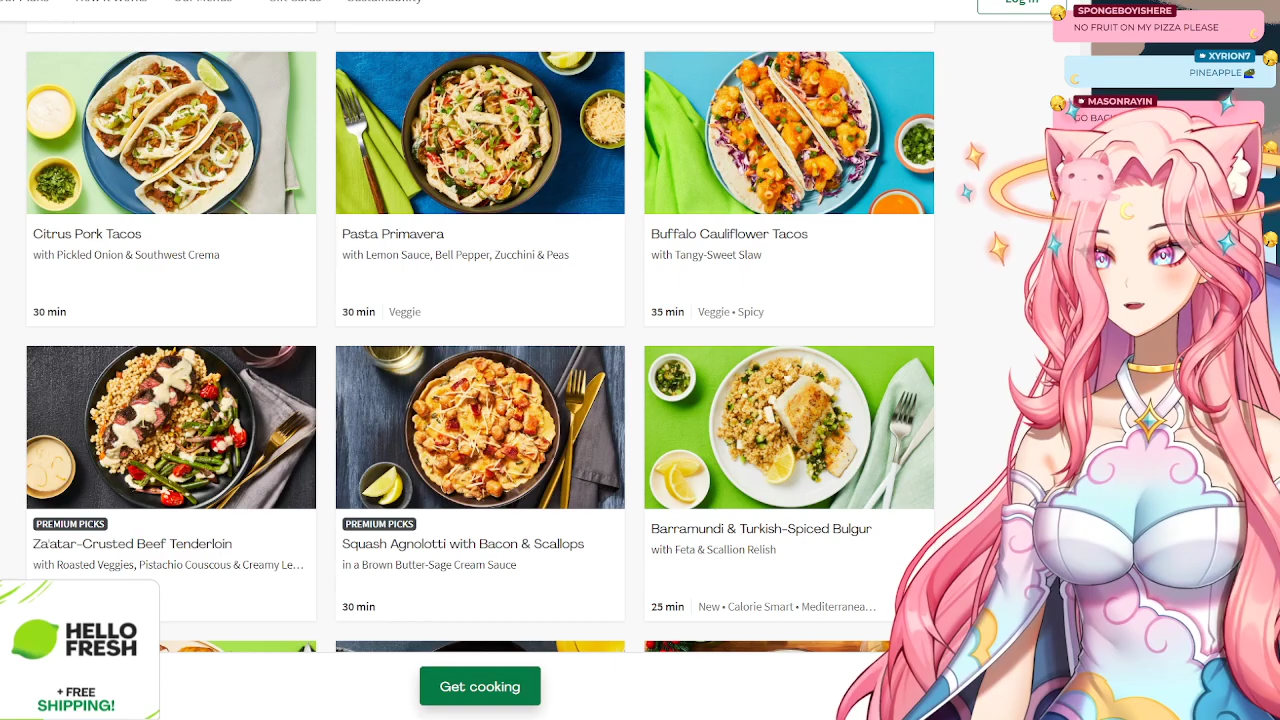 SPONGEBOYISHERE
NO FRUIT ON MY PIZZA PLEASE
XYRION7
PINEAPPLE
MASONRAYIN
Citrus Pork Tacos
with Pickled Onion & Southwest Crema
30 min
Pasta Primavera
with Lemon Sauce, Bell Pepper, Zucchini & Peas
30 min Veggie
Buffalo Cauliflower Tacos
with Tangy-Sweet Slaw
35 min Veggie • Spicy
PREMIUM PICKS
Za'atar-Crusted Beef Tenderloin
with Roasted Veggies, Pistachio Couscous & Creamy Le...
PREMIUM PICKS
Squash Agnolotti with Bacon & Scallops
in a Brown Butter-Sage Cream Sauce
30 min
Barramundi & Turkish-Spiced Bulgur
with Feta & Scallion Relish
25 min New • Calorie Smart • Mediterranea...
HELLO
FRESH
+ FREE
SHIPPING!
Get cooking